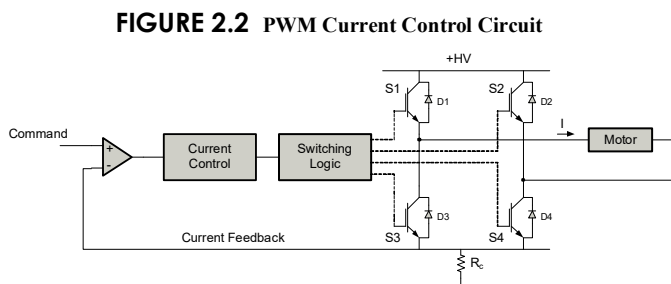 FIGURE 2.2 PWM Current Control Circuit
+HV
S1
D1
S2
D2
Command
+
-
Current
Control
Switching
Logic
I
Motor
S3
D3
S4
D4
Current Feedback
Rc